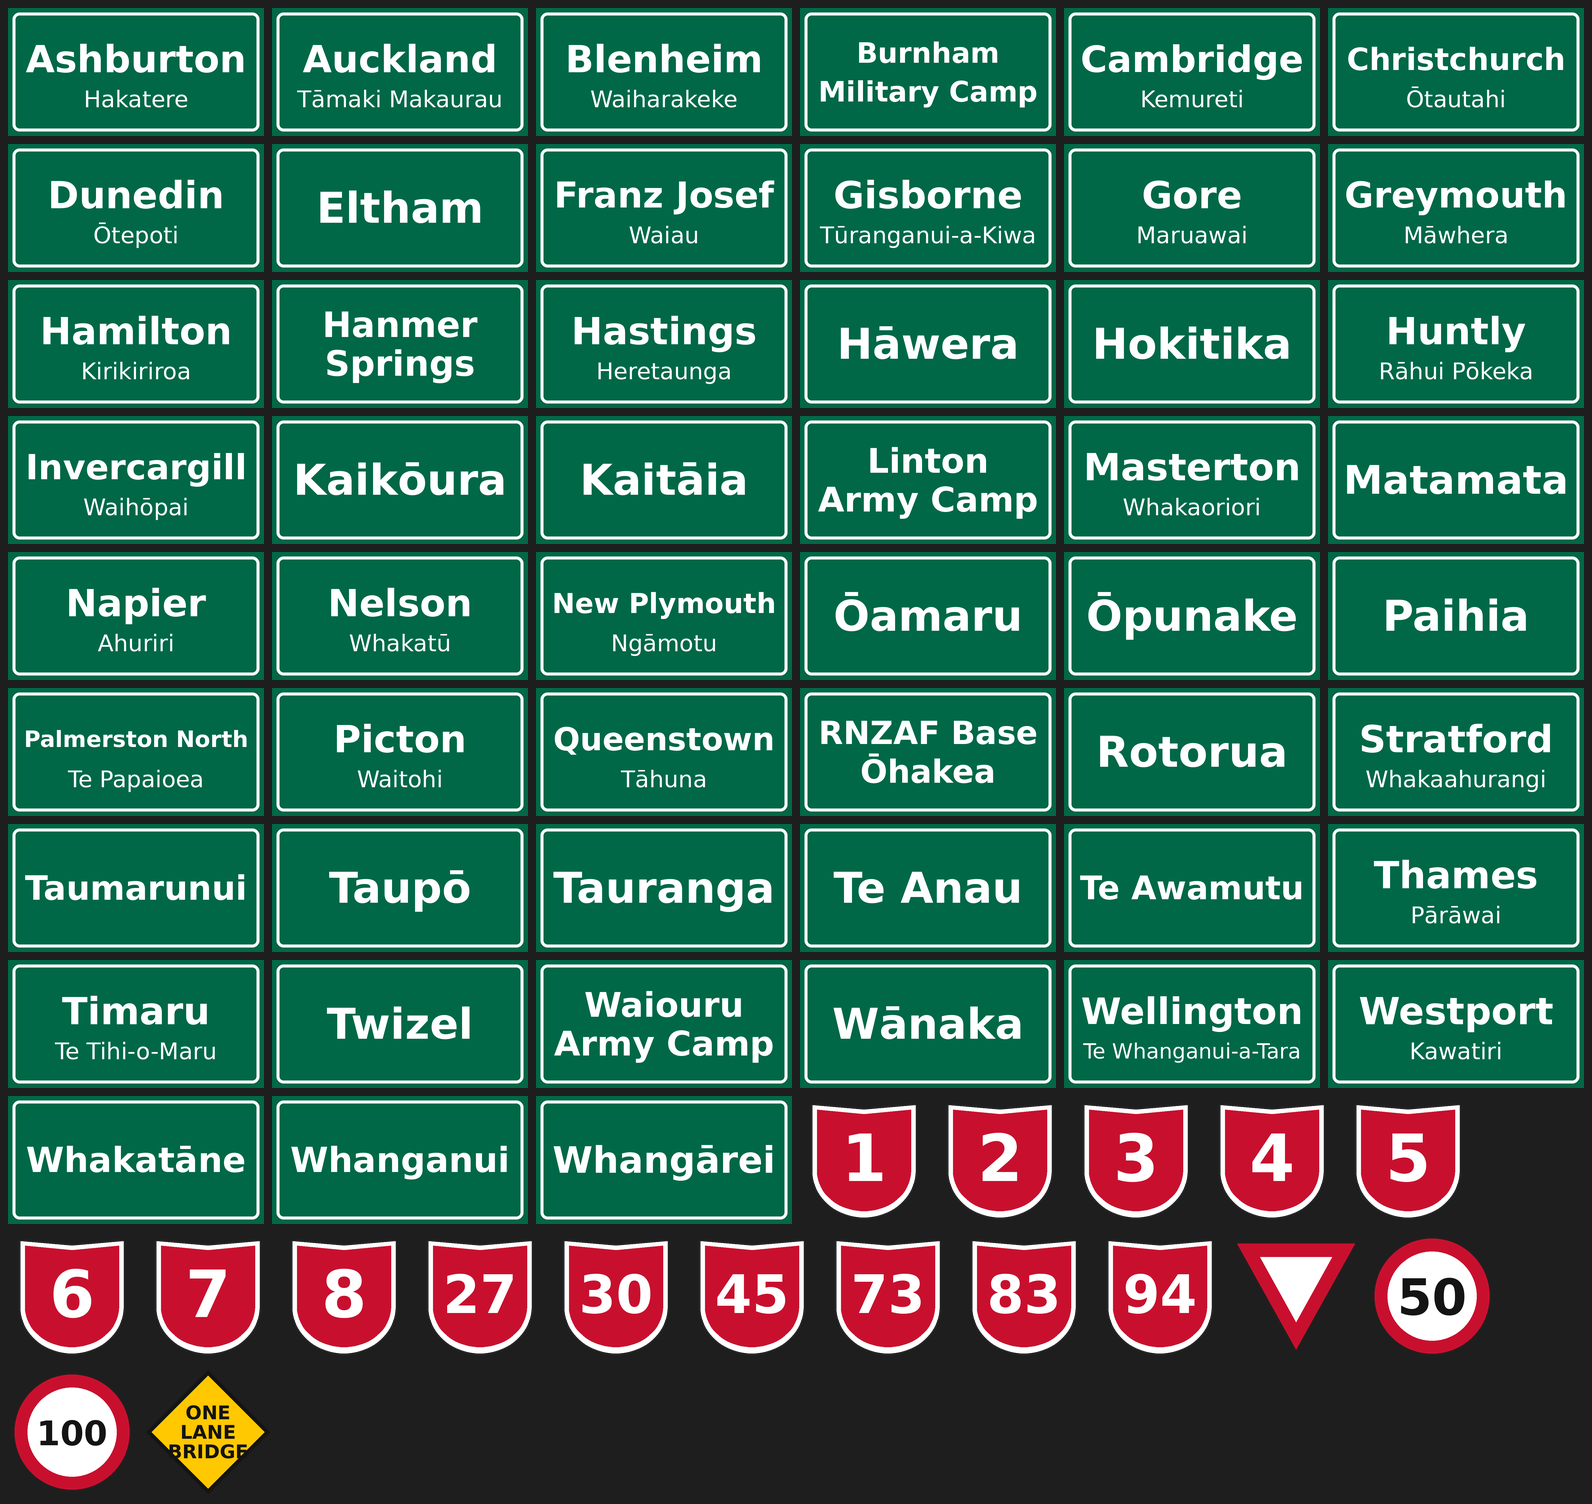 Ashburton
Hakatere
Auckland
Tāmaki Makaurau
Blenheim
Waiharakeke
Burnham
Military Camp
Cambridge
Kemureti
Christchurch
Ōtautahi
Dunedin
Ōtepoti
Eltham
Franz Josef
Waiau
Gisborne
Tūranganui-a-Kiwa
Gore
Maruawai
Greymouth
Māwhera
Hamilton
Kirikiriroa
Hanmer
Springs
Hastings
Heretaunga
Hāwera
Hokitika
Huntly
Rāhui Pōkeka
Invercargill
Waihōpai
Kaikōura
Kaitāia
Linton
Army Camp
Masterton
Whakaoriori
Matamata
Napier
Ahuriri
Nelson
Whakatū
New Plymouth
Ngāmotu
Ōamaru
Ōpunake
Paihia
Palmerston North
Te Papaioea
Picton
Waitohi
Queenstown
Tāhuna
RNZAF Base
Ōhakea
Rotorua
Stratford
Whakaahurangi
Taumarunui
Taupō
Tauranga
Te Anau
Te Awamutu
Thames
Pārāwai
Timaru
Te Tihi-o-Maru
Twizel
Waiouru
Army Camp
Wānaka
Wellington
Te Whanganui-a-Tara
Westport
Kawatiri
Whakatāne
Whanganui
Whangārei
1
2
3
4
5
6
7
8
27
30
45
73
83
94
50
100
ONE
LANE
BRIDGE